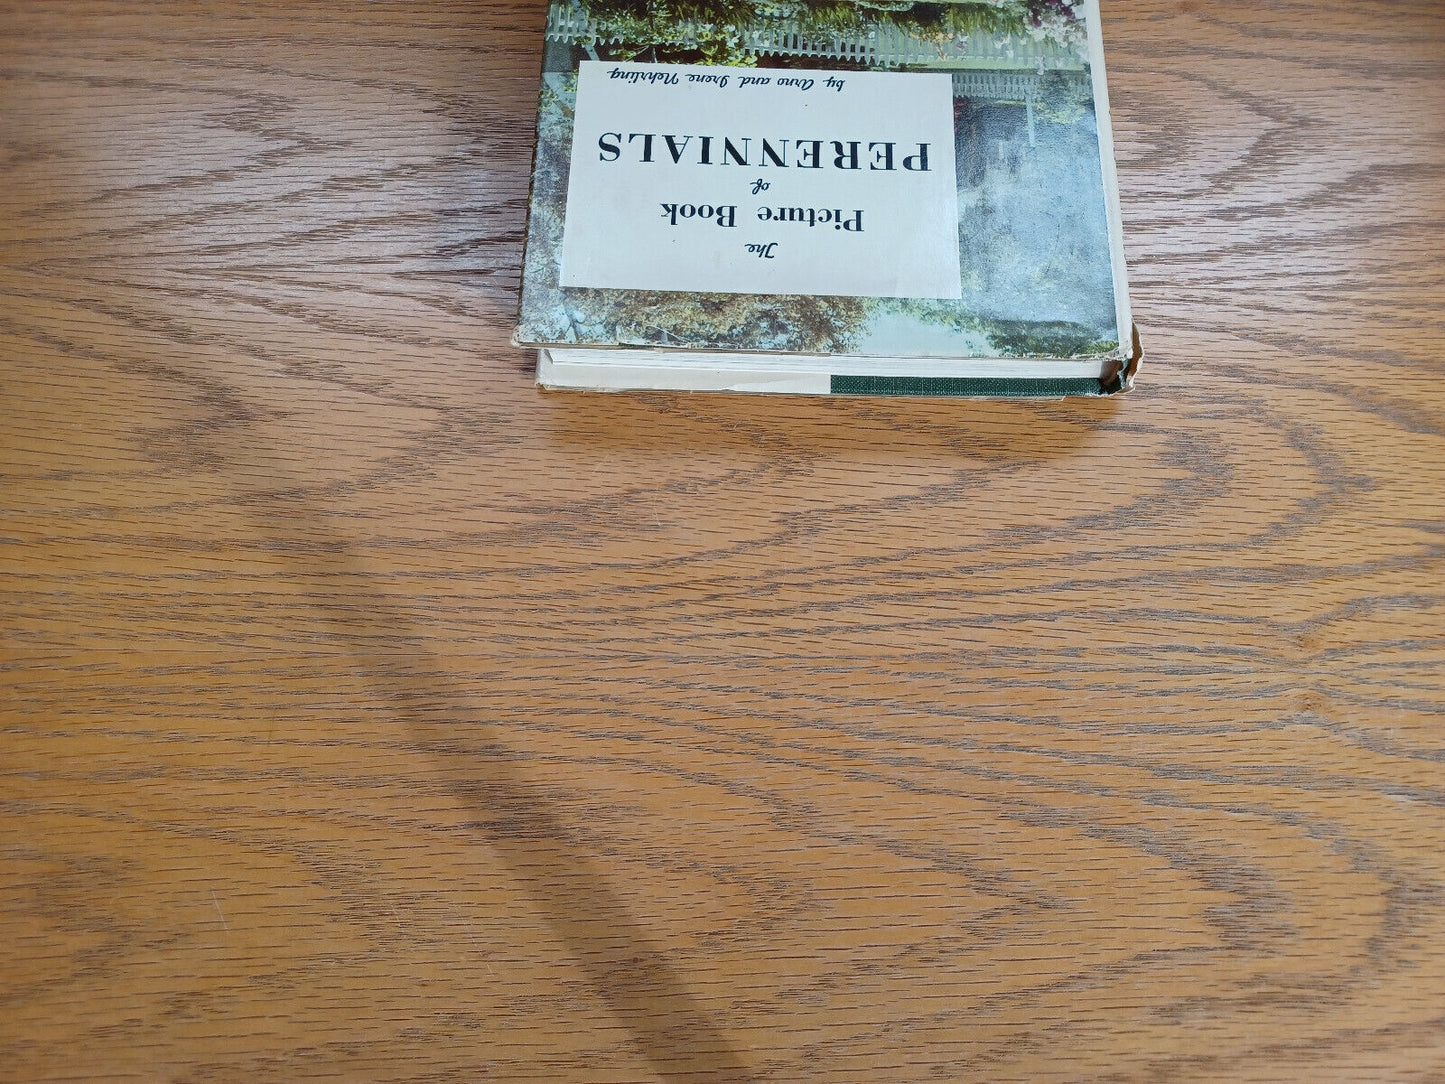 The
Picture Book
of
PERENNIALS
by Arno and Irene Nehrling